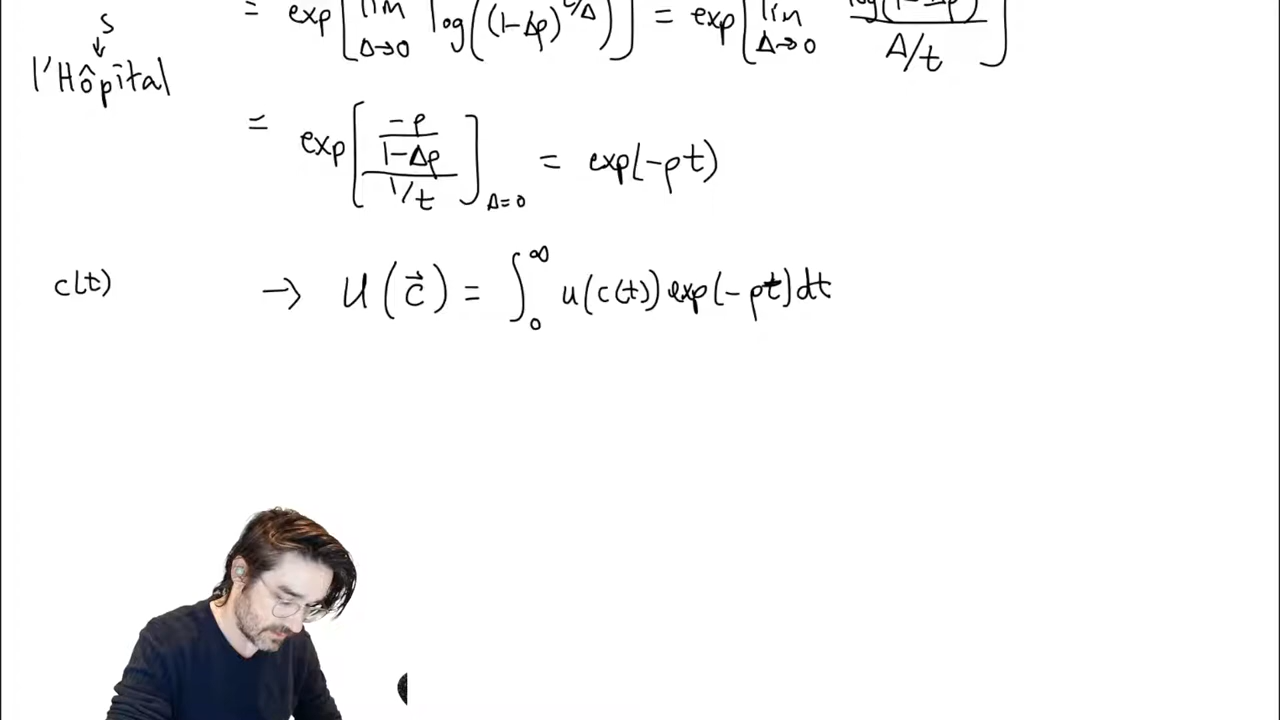 s
↓
= exp[lim Δ→0 log((1-Δρ)^{t/Δ})] = exp[lim Δ→0 log(1-Δρ) / Δ/t]
l'Hôpital
= exp[(-ρ / 1-Δρ) / (1/t)]_{Δ=0} = exp(-ρt)
c(t) → U(c⃗) = ∫_0^∞ u(c(t)) exp(-ρt)dt